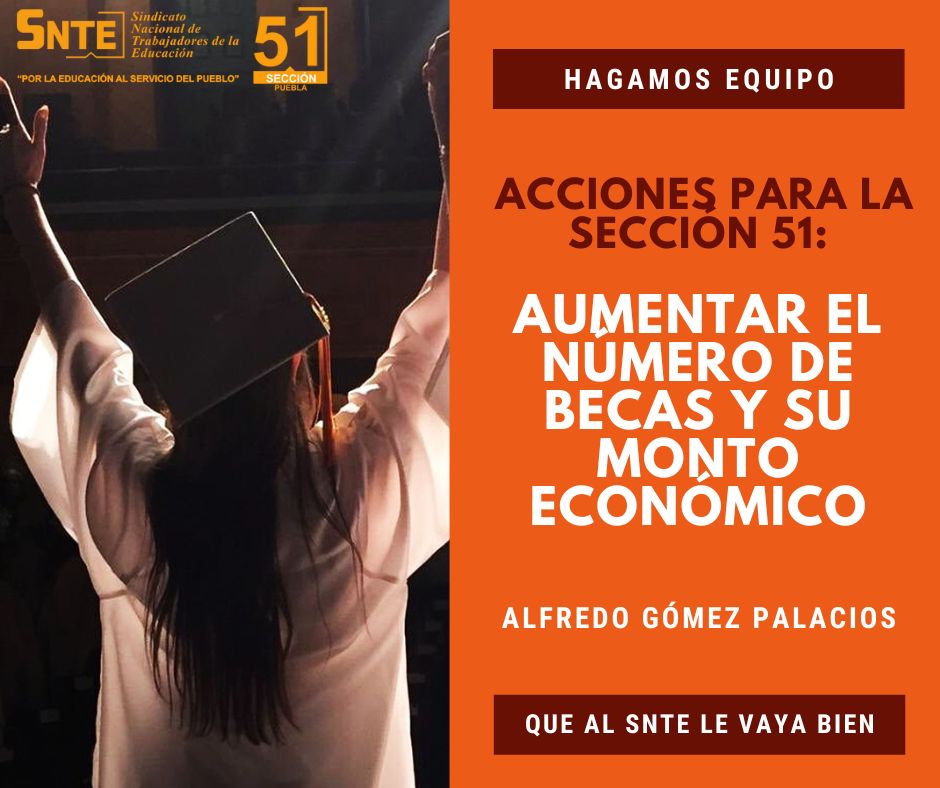 SNTE
Sindicato
Nacional de
Trabajadores de la
Educación
"POR LA EDUCACIÓN AL SERVICIO DEL PUEBLO"
51
SECCIÓN
PUEBLA
HAGAMOS EQUIPO
ACCIONES PARA LA
SECCIÓN 51:
AUMENTAR EL
NÚMERO DE
BECAS Y SU
MONTO
ECONÓMICO
ALFREDO GÓMEZ PALACIOS
QUE AL SNTE LE VAYA BIEN